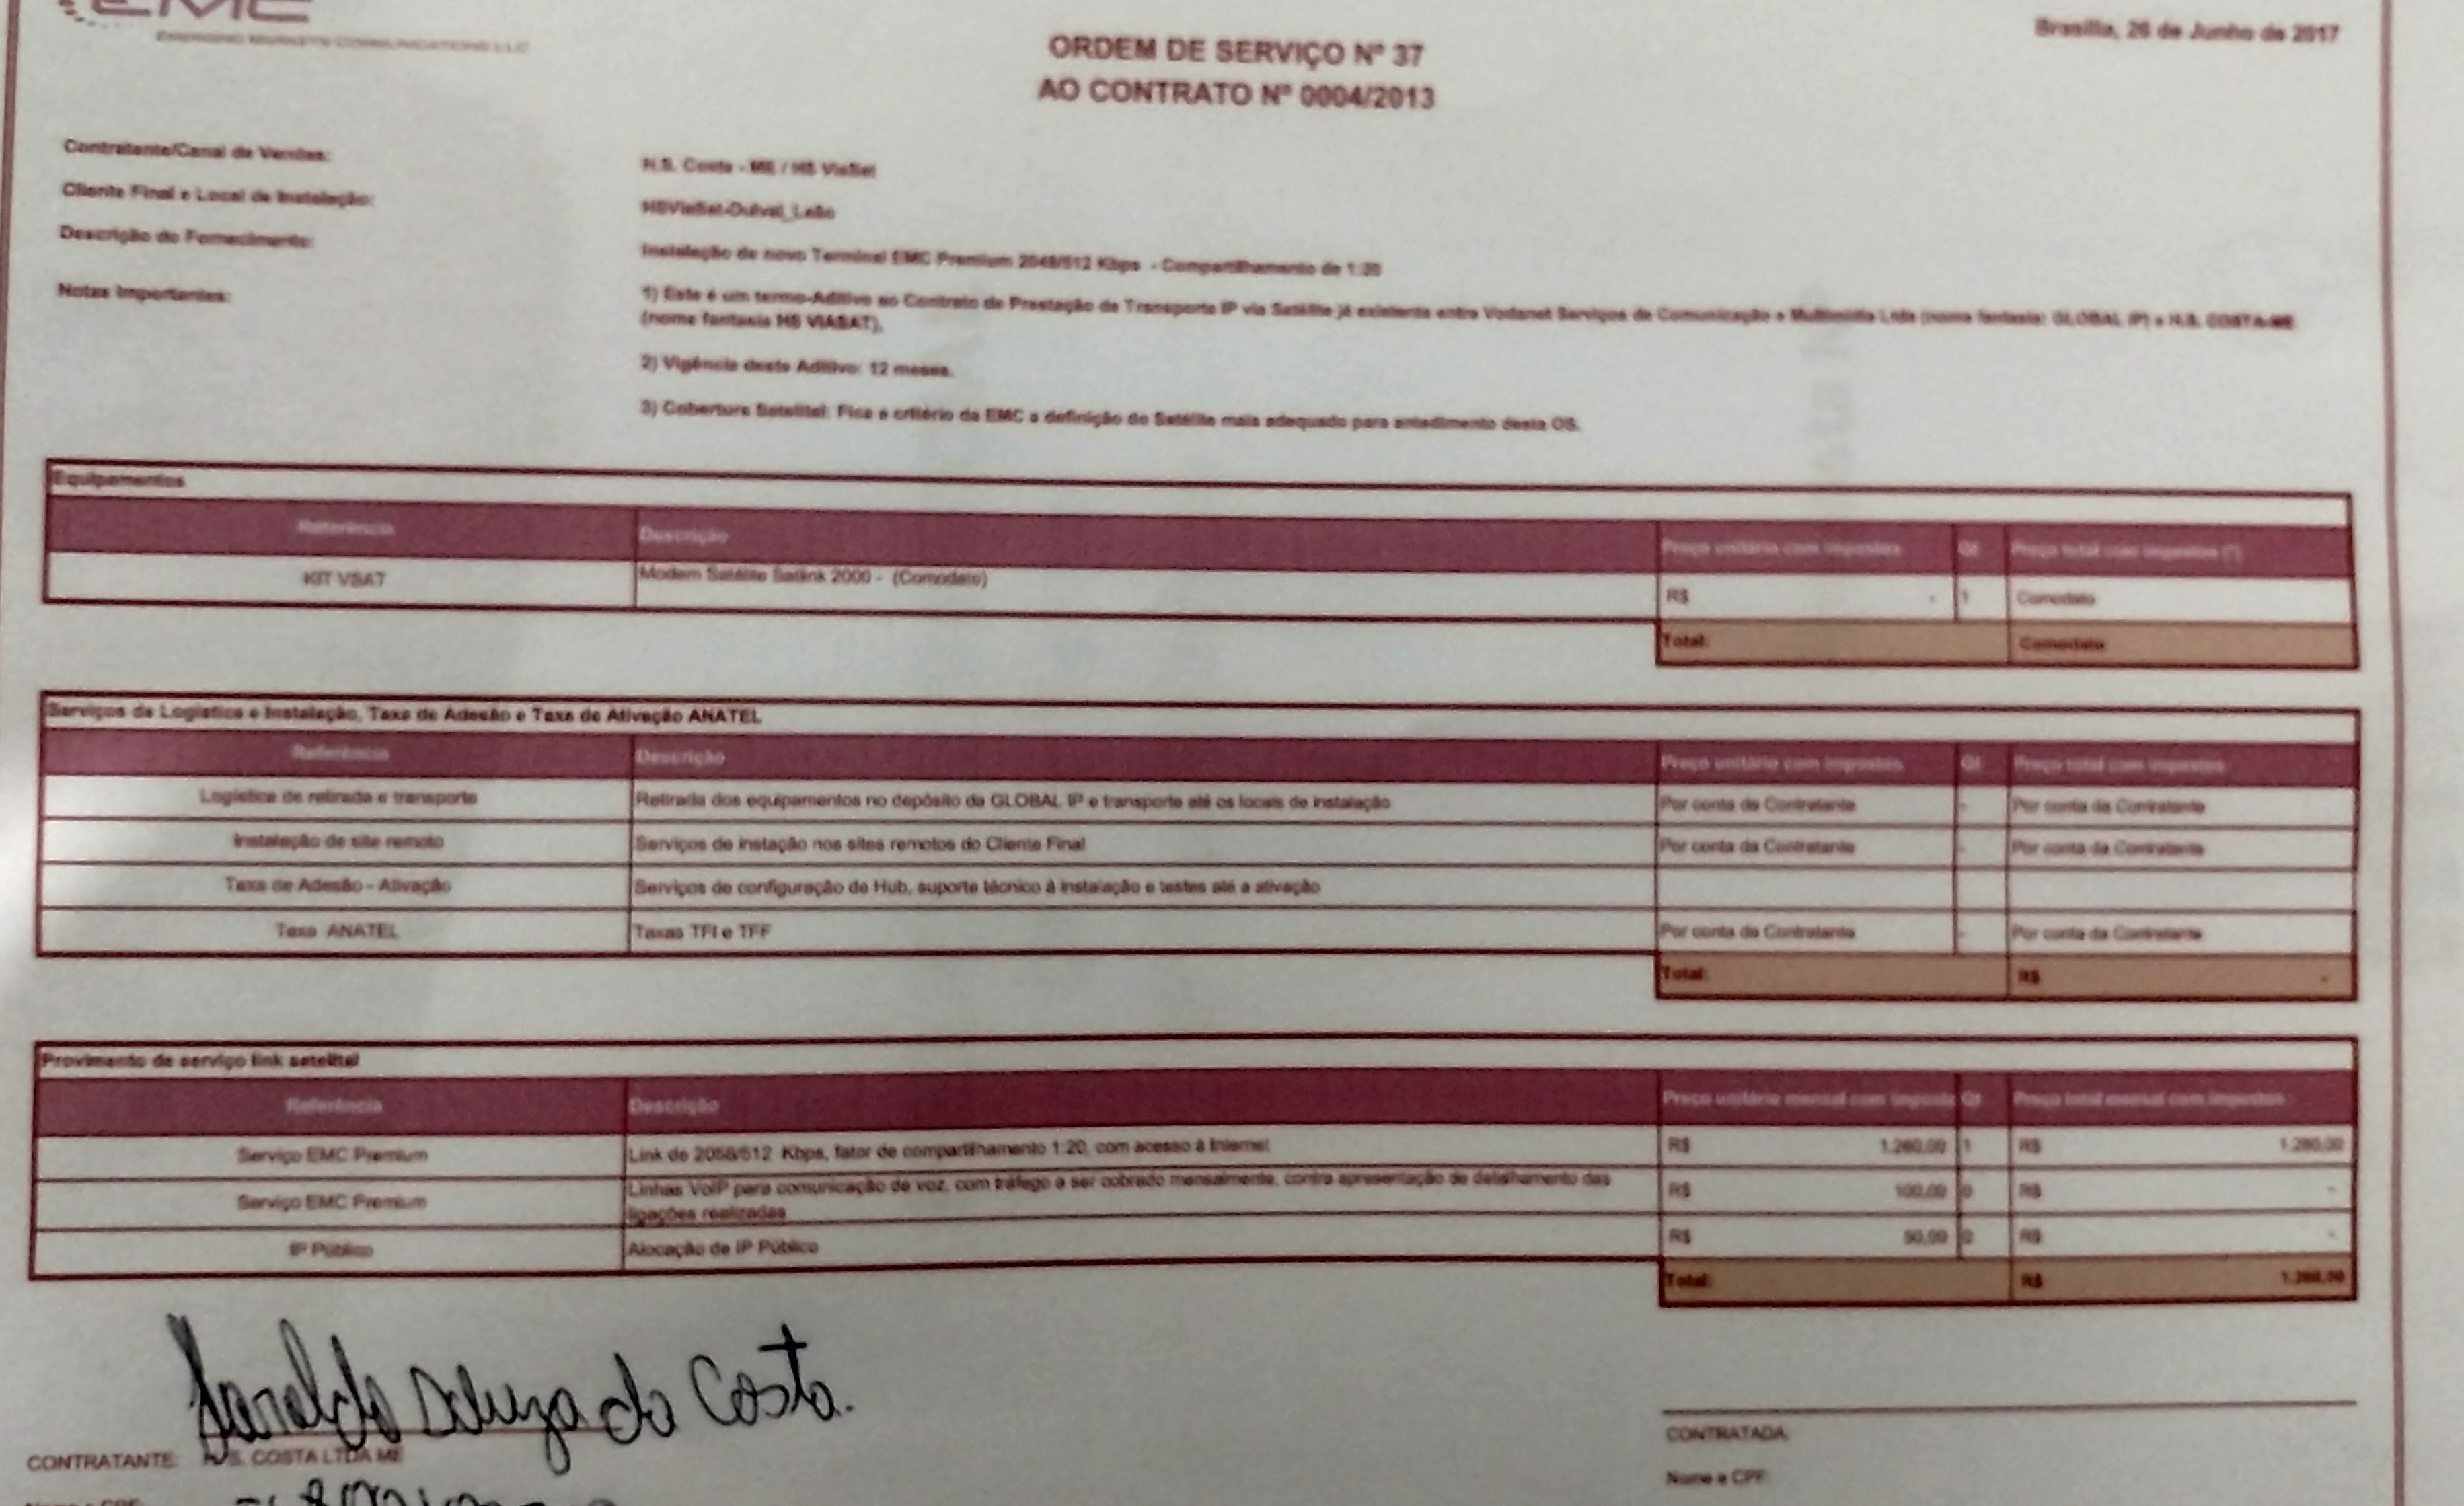 EMC
EMERGING MARKETS COMMUNICATIONS LLC
Brasília, 26 de Junho de 2017
ORDEM DE SERVIÇO Nº 37
AO CONTRATO Nº 0004/2013
Contratante/Canal de Vendas: H.S. Costa - ME / HS ViaSat
Cliente Final e Local de Instalação: HSViaSat-Dulval_Leão
Descrição do Fornecimento: Instalação de novo Terminal EMC Premium 2048/512 Kbps - Compartilhamento de 1:20
Notas Importantes: 1) Este é um termo-Aditivo ao Contrato de Prestação de Transporte IP via Satélite já existente entre Vodanet Serviços de Comunicação e Multimídia Ltda (nome fantasia: GLOBAL IP) e H.S. COSTA-ME
(nome fantasia HS VIASAT).
2) Vigência deste Aditivo: 12 meses.
3) Cobertura Satelital: Fica a critério da EMC a definição do Satélite mais adequado para antedimento desta OS.
Equipamentos
Referência Descrição Preço unitário com impostos Qt Preço total com impostos (*)
KIT VSAT Modem Satélite Satlink 2000 - (Comodato) R$ - 1 Comodato
Total: Comodato
Serviços de Logística e Instalação, Taxa de Adesão e Taxa de Ativação ANATEL
Referência Descrição Preço unitário com impostos Qt Preço total com impostos
Logística de retirada e transporte Retirada dos equipamentos no depósito da GLOBAL IP e transporte até os locais de instalação Por conta da Contratante - Por conta da Contratante
Instalação de site remoto Serviços de instação nos sites remotos do Cliente Final Por conta da Contratante - Por conta da Contratante
Taxa de Adesão - Ativação Serviços de configuração de Hub, suporte técnico à instalação e testes até a ativação
Taxa ANATEL Taxas TFI e TFF Por conta da Contratante - Por conta da Contratante
Total: R$ -
Provimento de serviço link satelital
Referência Descrição Preço unitário mensal com imposto Qt Preço total mensal com impostos
Serviço EMC Premium Link de 2058/512 Kbps, fator de compartilhamento 1:20, com acesso à Internet R$ 1 R$
Serviço EMC Premium Linhas VoIP para comunicação de voz, com tráfego a ser cobrado mensalmente, contra apresentação de detalhamento das
ligações realizadas R$ 100,00 0 R$ -
IP Público Alocação de IP Público R$ 50,00 0 R$ -
Total: R$
Haroldo Souza da Costa.
CONTRATANTE: H.S. COSTA LTDA ME
CONTRATADA:
Nome e CPF:
Nome e CPF: